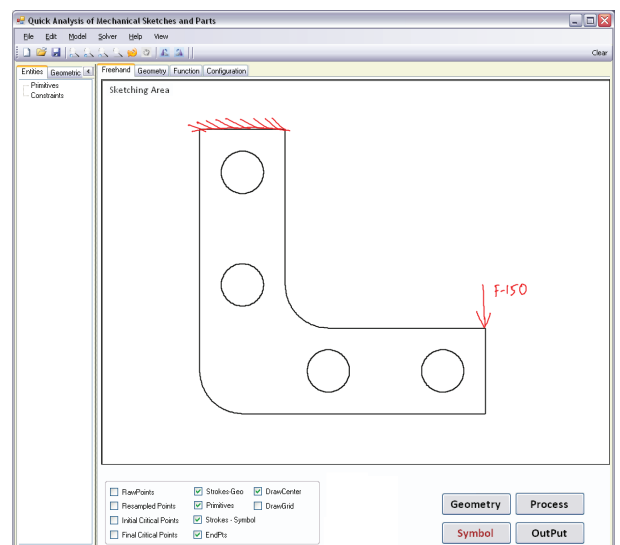 Quick Analysis of Mechanical Sketches and Parts
File Edit Model Solver Help View
Clear
Entities Geometric
Freehand Geometry Function Configuration
Primitives
Constraints
Sketching Area
F-150
RawPoints Strokes-Geo DrawCenter
Resampled Points Primitives DrawGrid
Initial Critical Points Strokes - Symbol
Final Critical Points EndPts
Geometry Process
Symbol OutPut